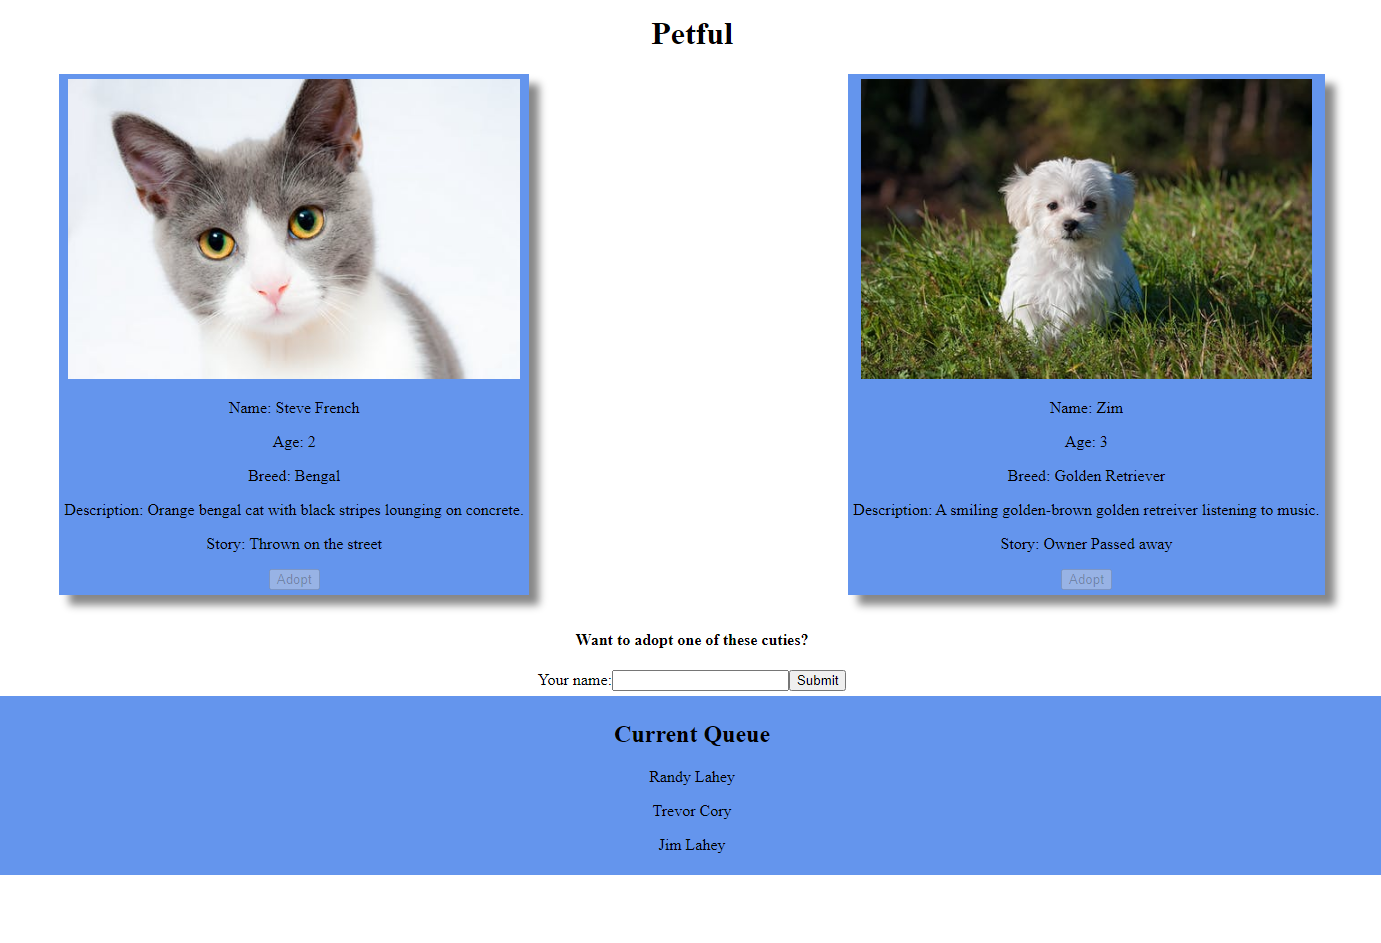 Petful
Name: Steve French
Age: 2
Breed: Bengal
Description: Orange bengal cat with black stripes lounging on concrete.
Story: Thrown on the street
Adopt
Name: Zim
Age: 3
Breed: Golden Retriever
Description: A smiling golden-brown golden retreiver listening to music.
Story: Owner Passed away
Adopt
Want to adopt one of these cuties?
Your name: Submit
Current Queue
Randy Lahey
Trevor Cory
Jim Lahey